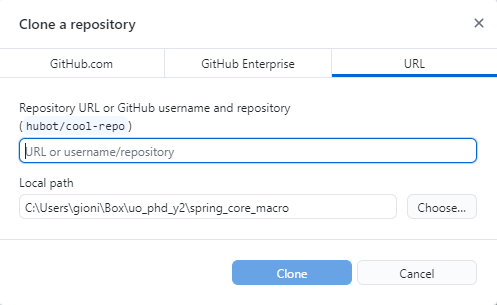 Clone a repository
GitHub.com
GitHub Enterprise
URL
Repository URL or GitHub username and repository
(hubot/cool-repo)
URL or username/repository
Local path
C:\Users\gioni\Box\uo_phd_y2\spring_core_macro
Choose...
Clone
Cancel